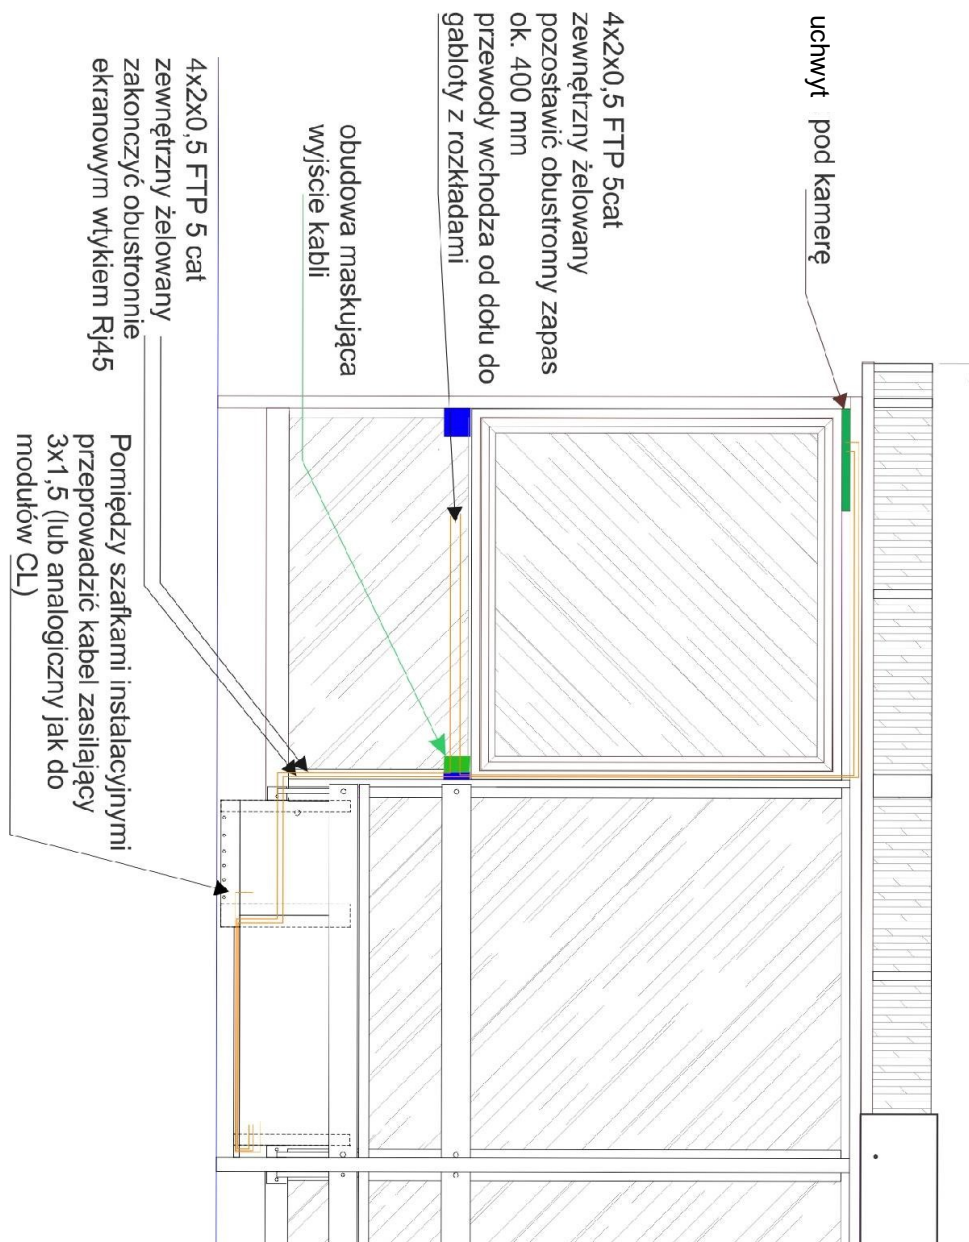 uchwyt pod kamerę
4x2x0,5 FTP 5cat
zewnętrzny żelowany
pozostawić obustronny zapas
ok. 400 mm
przewody wchodza od dołu do
gabloty z rozkładami
obudowa maskująca
wyjście kabli
4x2x0,5 FTP 5 cat
zewnętrzny żelowany
zakonczyć obustronnie
ekranowym wtykiem Rj45
Pomiędzy szafkami instalacyjnymi
przeprowadzić kabel zasilający
3x1,5 (lub analogiczny jak do
modułów CL)